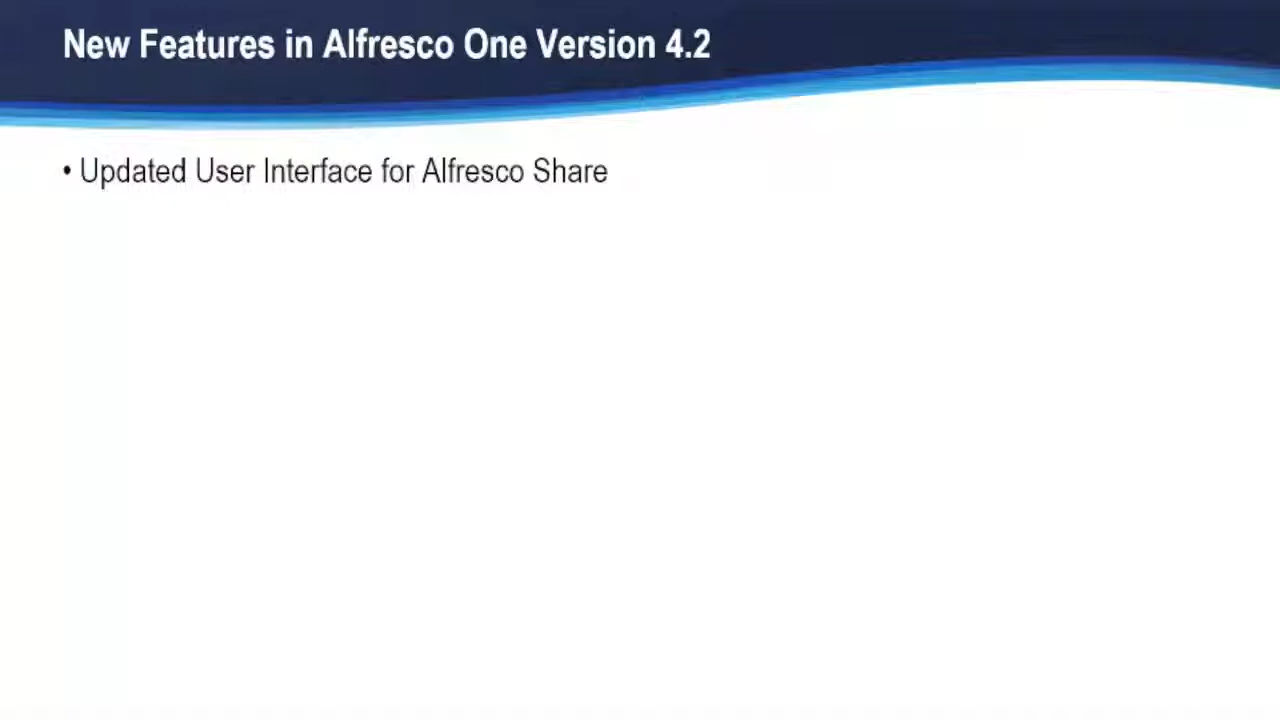 New Features in Alfresco One Version 4.2
• Updated User Interface for Alfresco Share